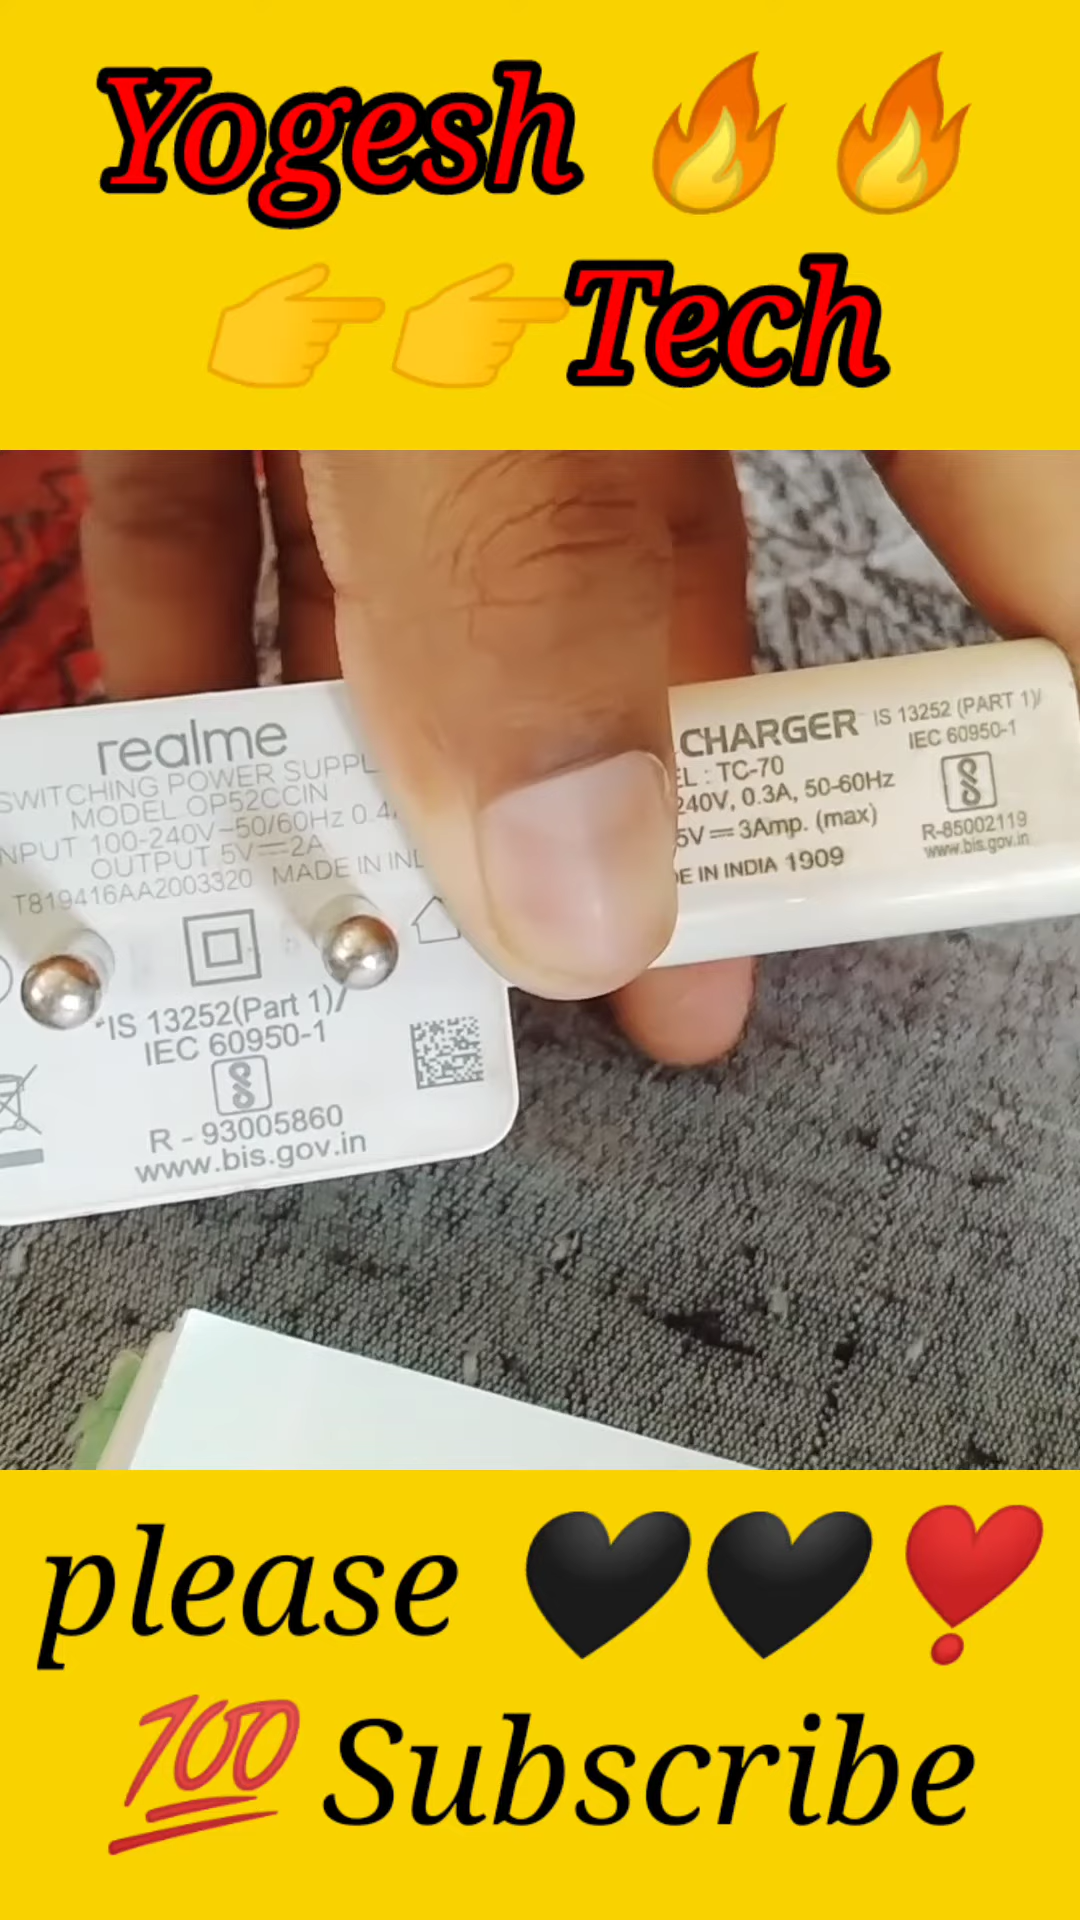 Yogesh 🔥 🔥
👉👉Tech
realme
SWITCHING POWER SUPPL
MODEL OP52CCIN
NPUT 100-240V~50/60Hz 0.4
OUTPUT 5V⎓2A
T819416AA2003320 MADE IN IN
*IS 13252(Part 1)/
IEC 60950-1
R - 93005860
www.bis.gov.in
CHARGER
EL : TC-70
240V, 0.3A, 50-60Hz
5V⎓3Amp. (max)
DE IN INDIA 1909
IS 13252 (PART 1)/
IEC 60950-1
R-85002119
www.bis.gov.in
please 🖤🖤❣
💯Subscribe